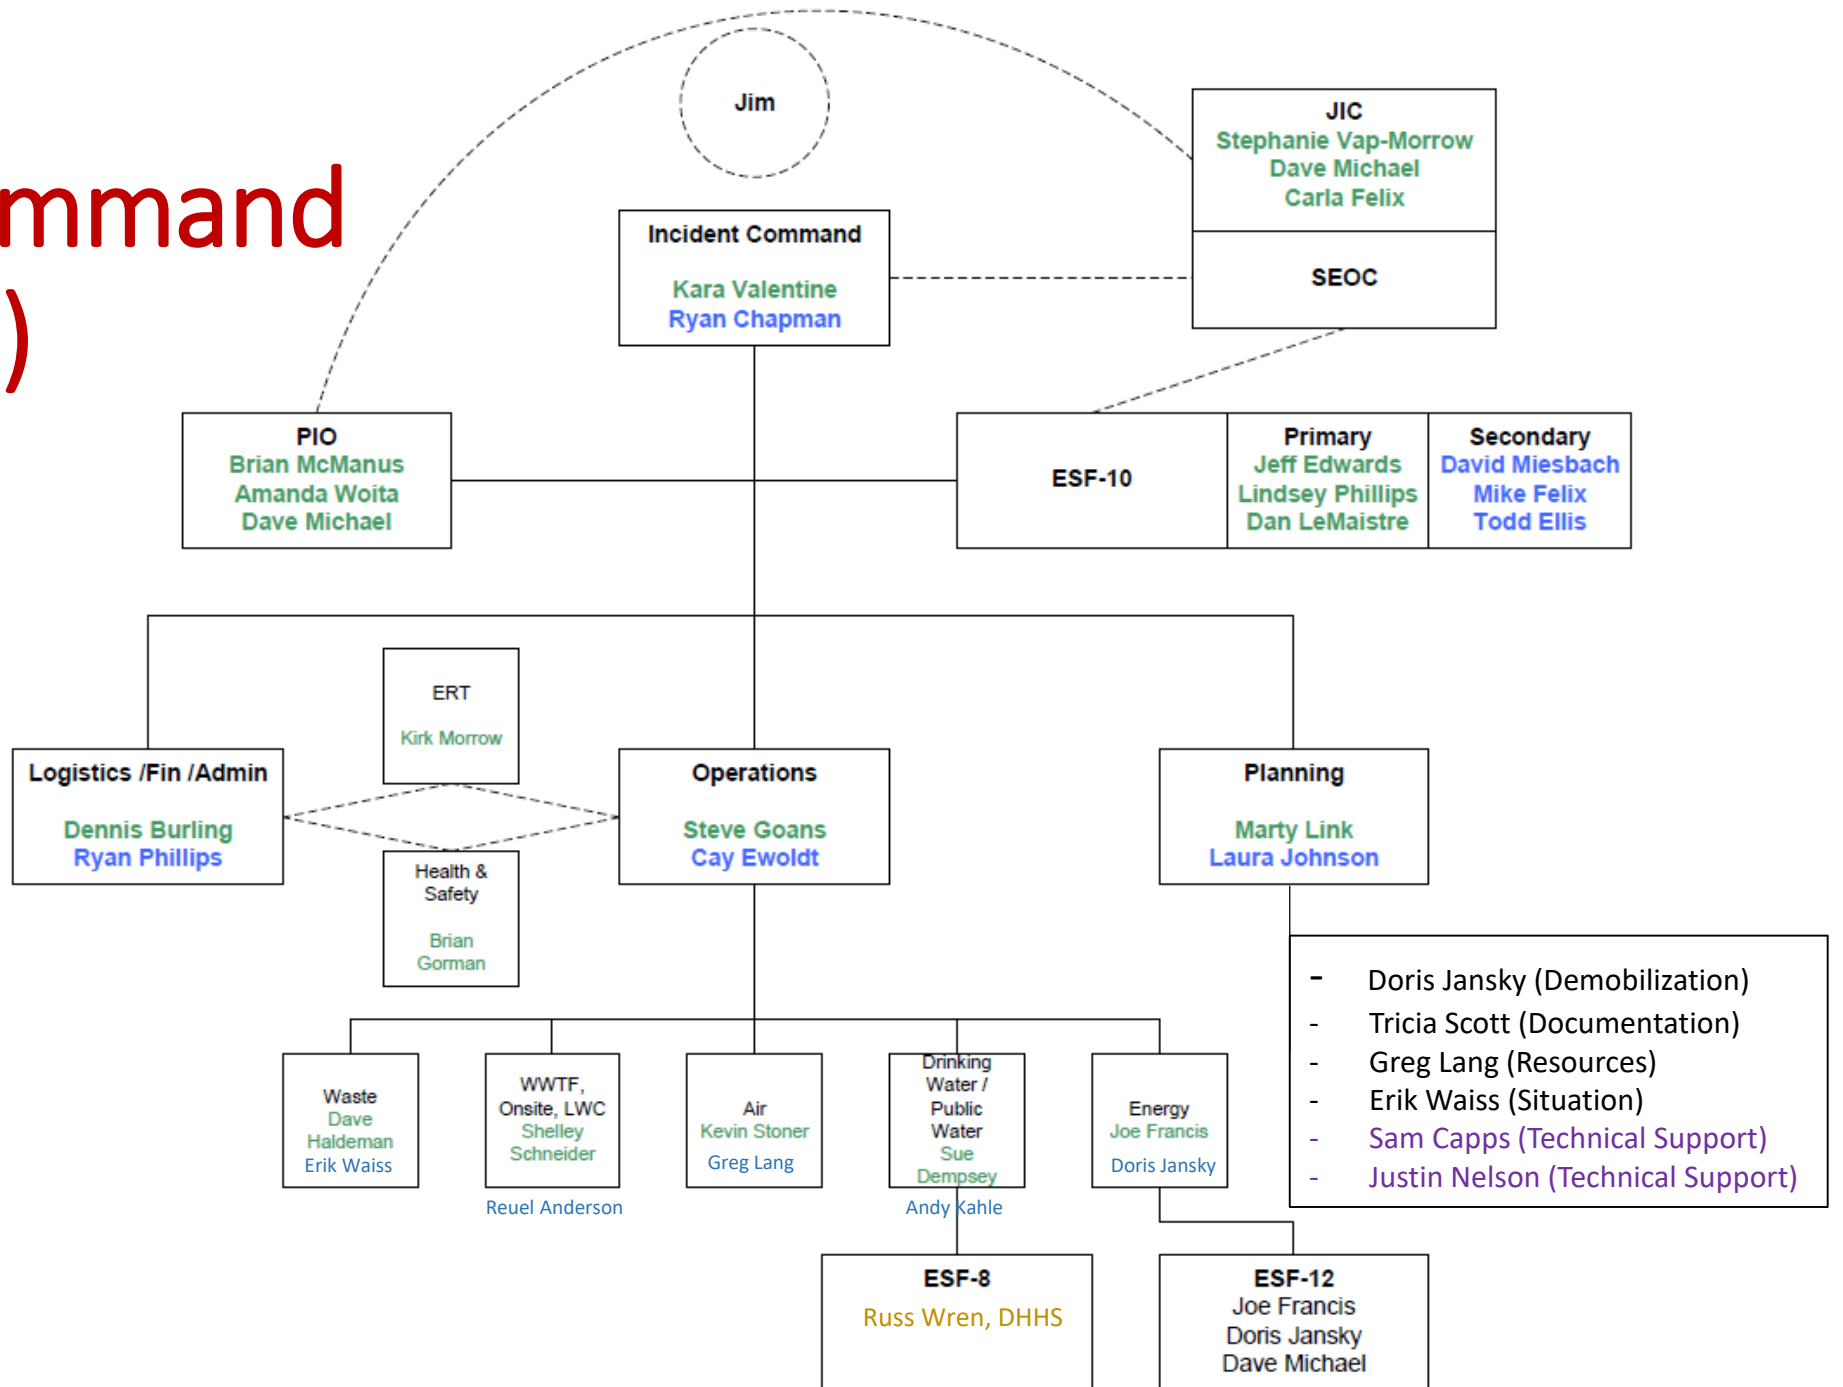 mmand
)
Jim
JIC
Stephanie Vap-Morrow
Dave Michael
Carla Felix
SEOC
Incident Command
Kara Valentine
Ryan Chapman
PIO
Brian McManus
Amanda Woita
Dave Michael
ESF-10
Primary
Jeff Edwards
Lindsey Phillips
Dan LeMaistre
Secondary
David Miesbach
Mike Felix
Todd Ellis
ERT
Kirk Morrow
Logistics /Fin /Admin
Dennis Burling
Ryan Phillips
Operations
Steve Goans
Cay Ewoldt
Planning
Marty Link
Laura Johnson
Health &
Safety
Brian
Gorman
- Doris Jansky (Demobilization)
- Tricia Scott (Documentation)
- Greg Lang (Resources)
- Erik Waiss (Situation)
- Sam Capps (Technical Support)
- Justin Nelson (Technical Support)
Waste
Dave
Haldeman
Erik Waiss
WWTF,
Onsite, LWC
Shelley
Schneider
Reuel Anderson
Air
Kevin Stoner
Greg Lang
Drinking
Water /
Public
Water
Sue
Dempsey
Andy Kahle
Energy
Joe Francis
Doris Jansky
ESF-8
Russ Wren, DHHS
ESF-12
Joe Francis
Doris Jansky
Dave Michael